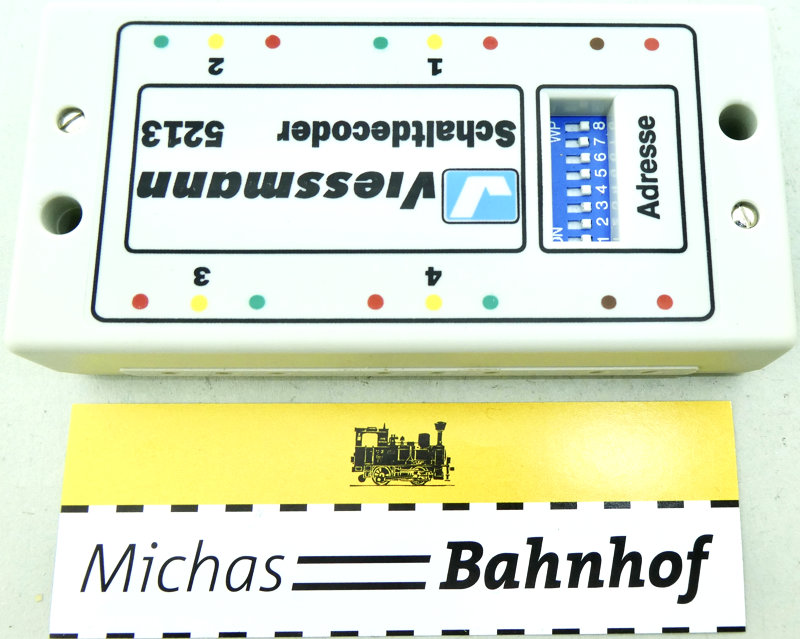 2 1
Schaltdecoder 5213
viessmann
Adresse
WP
1 2 3 4 5 6 7 8
ON
3 4
Michas Bahnhof